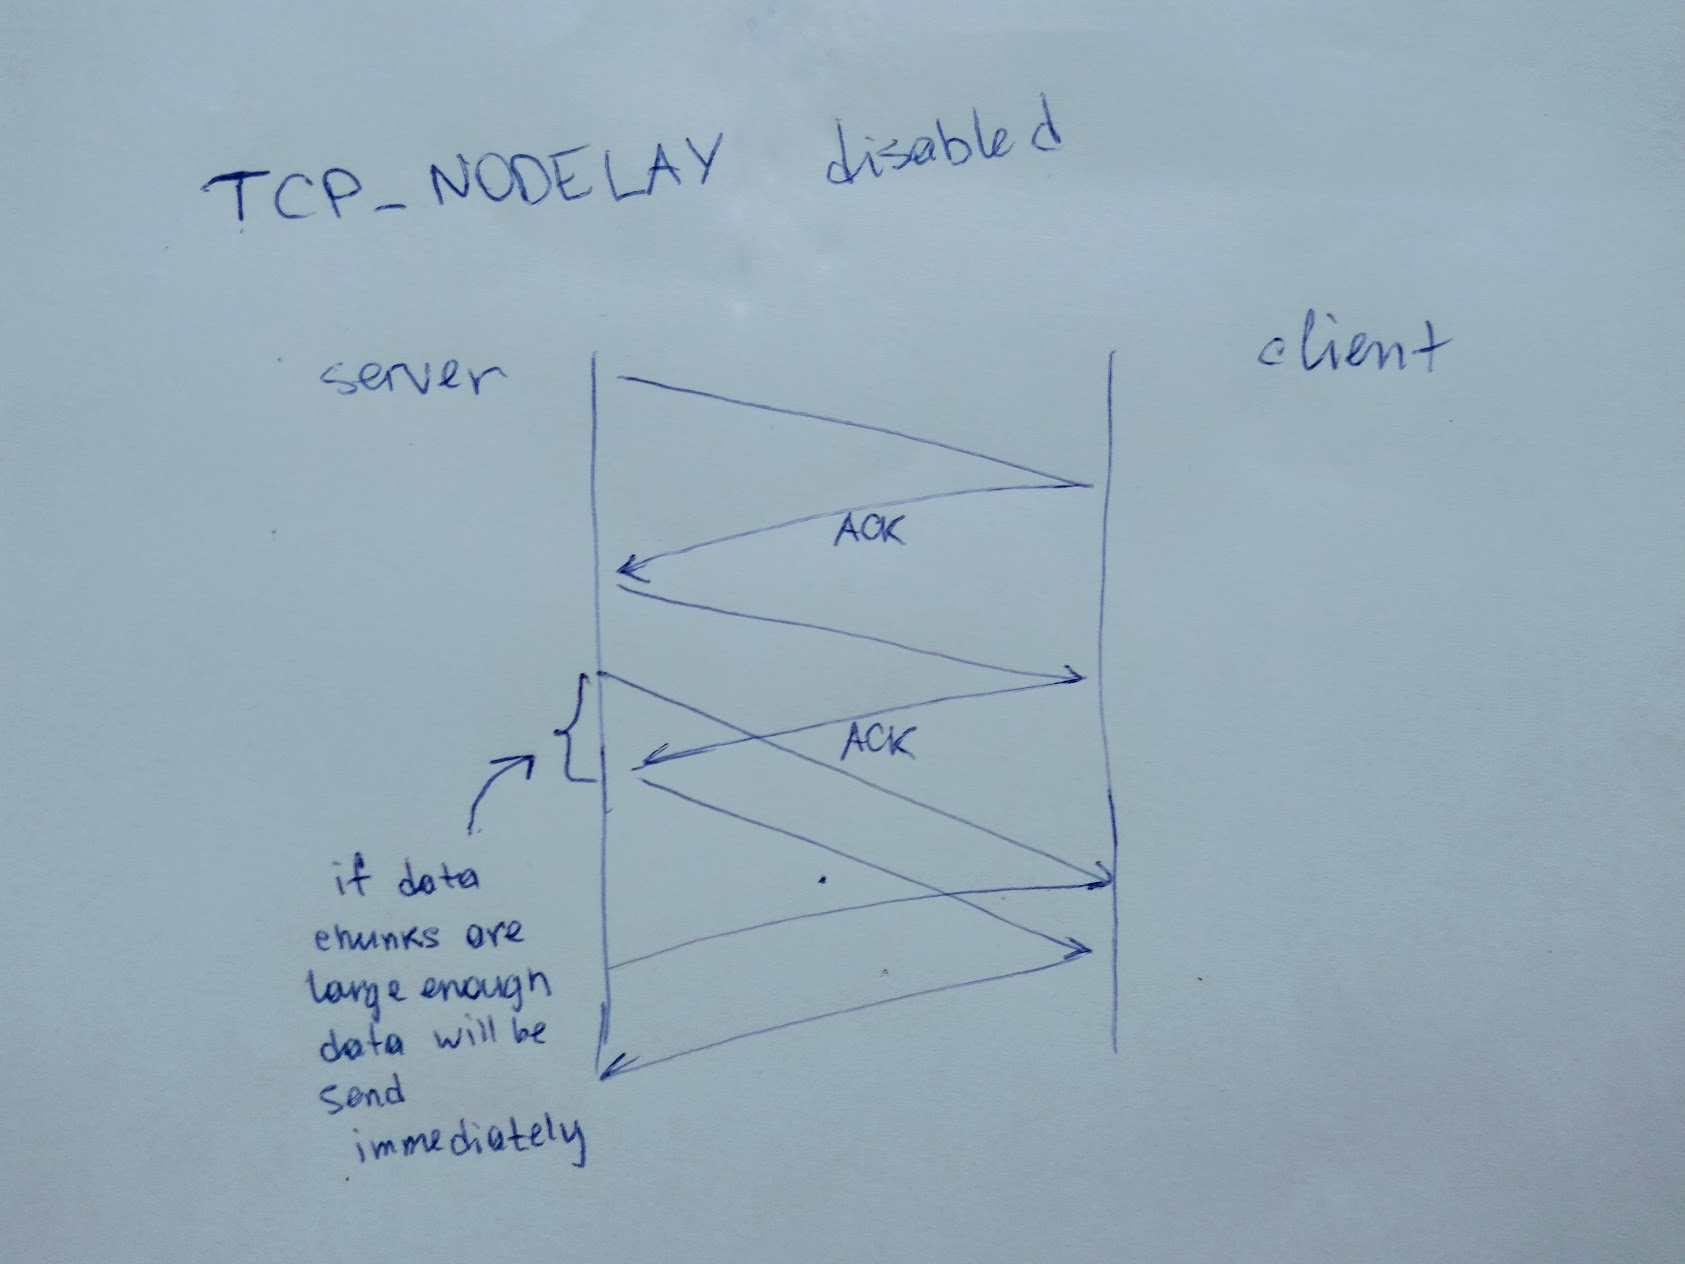 TCP_NODELAY disabled
server
client
ACK
ACK
if data
chunks are
large enough
data will be
send
immediately